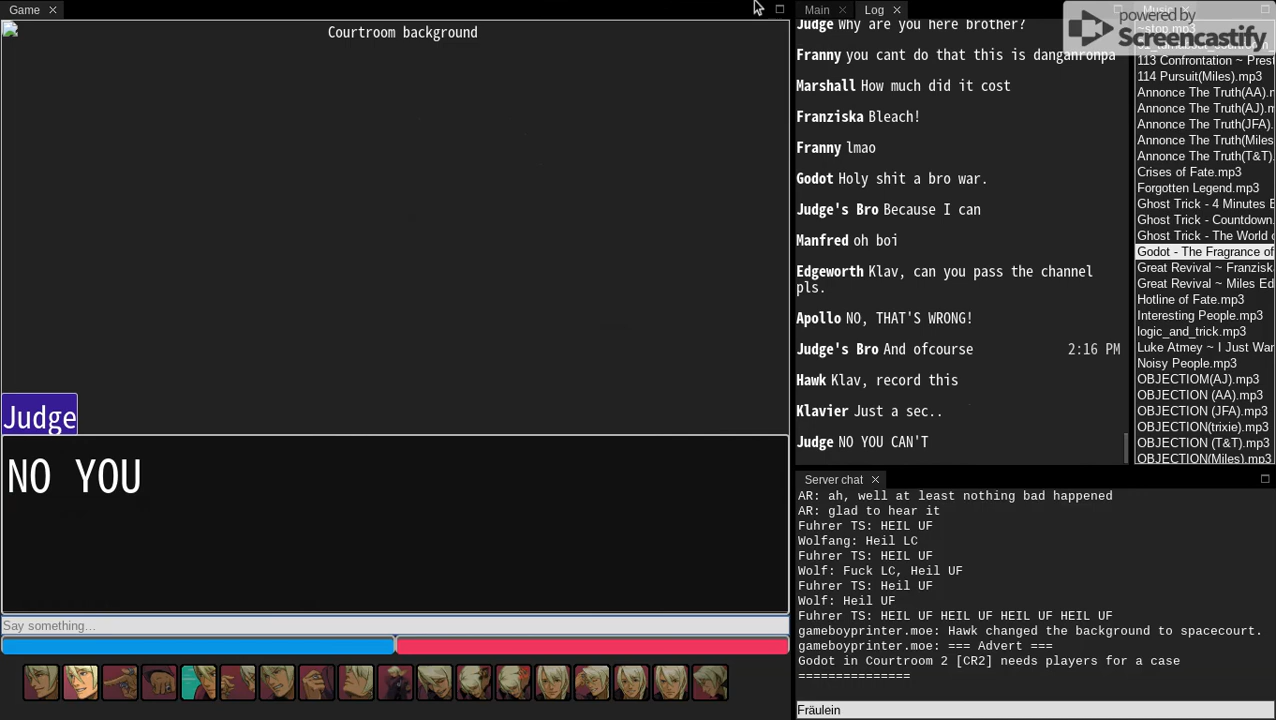 Game
Courtroom background
Judge
NO YOU
Say something...
Main
Log
Judge Why are you here brother?
Franny you cant do that this is danganronpa
Marshall How much did it cost
Franziska Bleach!
Franny lmao
Godot Holy shit a bro war.
Judge's Bro Because I can
Manfred oh boi
Edgeworth Klav, can you pass the channel
pls.
Apollo NO, THAT'S WRONG!
Judge's Bro And ofcourse 2:16 PM
Hawk Klav, record this
Klavier Just a sec..
Judge NO YOU CAN'T
Server chat
AR: ah, well at least nothing bad happened
AR: glad to hear it
Fuhrer TS: HEIL UF
Wolfang: Heil LC
Fuhrer TS: HEIL UF
Wolf: Fuck LC, Heil UF
Fuhrer TS: Heil UF
Wolf: Heil UF
Fuhrer TS: HEIL UF HEIL UF HEIL UF HEIL UF
gameboyprinter.moe: Hawk changed the background to spacecourt.
gameboyprinter.moe: === Advert ===
Godot in Courtroom 2 [CR2] needs players for a case
===============
Fräulein
Music
powered by
Screencastify
~stop.mp3
113 Confrontation ~ Prest
114 Pursuit(Miles).mp3
Annonce The Truth(AA).m
Annonce The Truth(AJ).m
Annonce The Truth(JFA).
Annonce The Truth(Miles
Annonce The Truth(T&T).
Crises of Fate.mp3
Forgotten Legend.mp3
Ghost Trick - 4 Minutes B
Ghost Trick - Countdown.
Ghost Trick - The World o
Godot - The Fragrance of
Great Revival ~ Franzisk
Great Revival ~ Miles Ed
Hotline of Fate.mp3
Interesting People.mp3
logic_and_trick.mp3
Luke Atmey ~ I Just War
Noisy People.mp3
OBJECTIOM(AJ).mp3
OBJECTION (AA).mp3
OBJECTION (JFA).mp3
OBJECTION(trixie).mp3
OBJECTION (T&T).mp3
OBJECTION(Miles).mp3